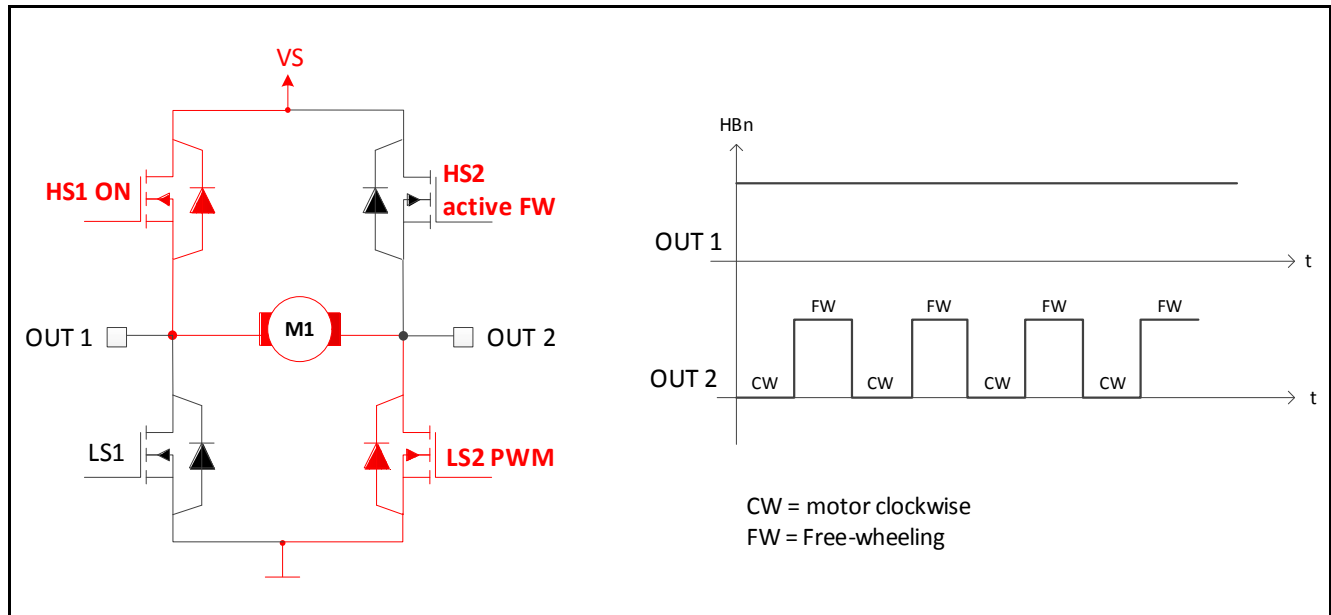 VS
HS1 ON
HS2
active FW
OUT 1
M1
OUT 2
LS1
LS2 PWM
HBn
OUT 1
t
FW FW FW FW
OUT 2
CW CW CW CW
t
CW = motor clockwise
FW = Free-wheeling